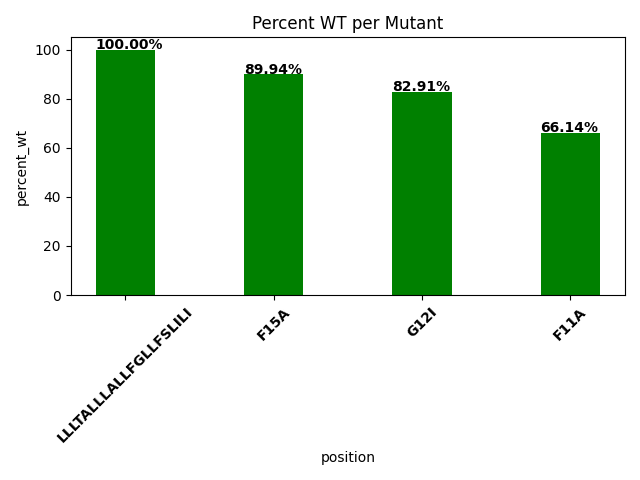 Percent WT per Mutant
percent_wt
100
80
60
40
20
0
100.00%
89.94%
82.91%
66.14%
LLLTALLLALLFGLLFSLILI
F15A
G12I
F11A
position